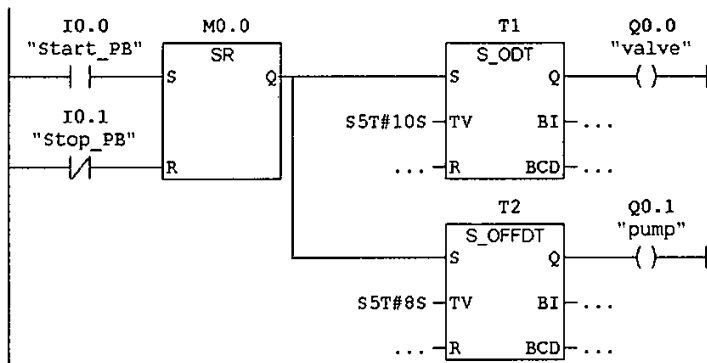 I0.0 M0.0 T1 Q0.0
"Start_PB" SR S_ODT "valve"
S Q S Q
I0.1
"Stop_PB" S5T#10S TV BI ...
R ... R BCD ...
T2 Q0.1
S_OFFDT "pump"
S Q
S5T#8S TV BI ...
... R BCD ...